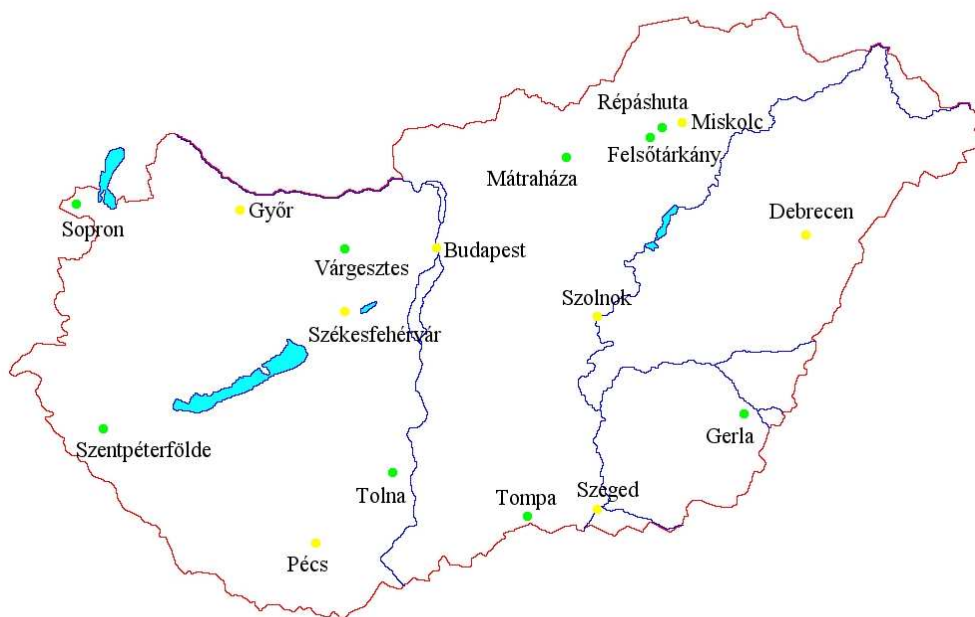 Répáshuta
Miskolc
Felsőtárkány
Mátraháza
Győr
Sopron
Debrecen
Budapest
Várgesztes
Szolnok
Székesfehérvár
Gerla
Szentpéterfölde
Tolna
Tompa
Szeged
Pécs